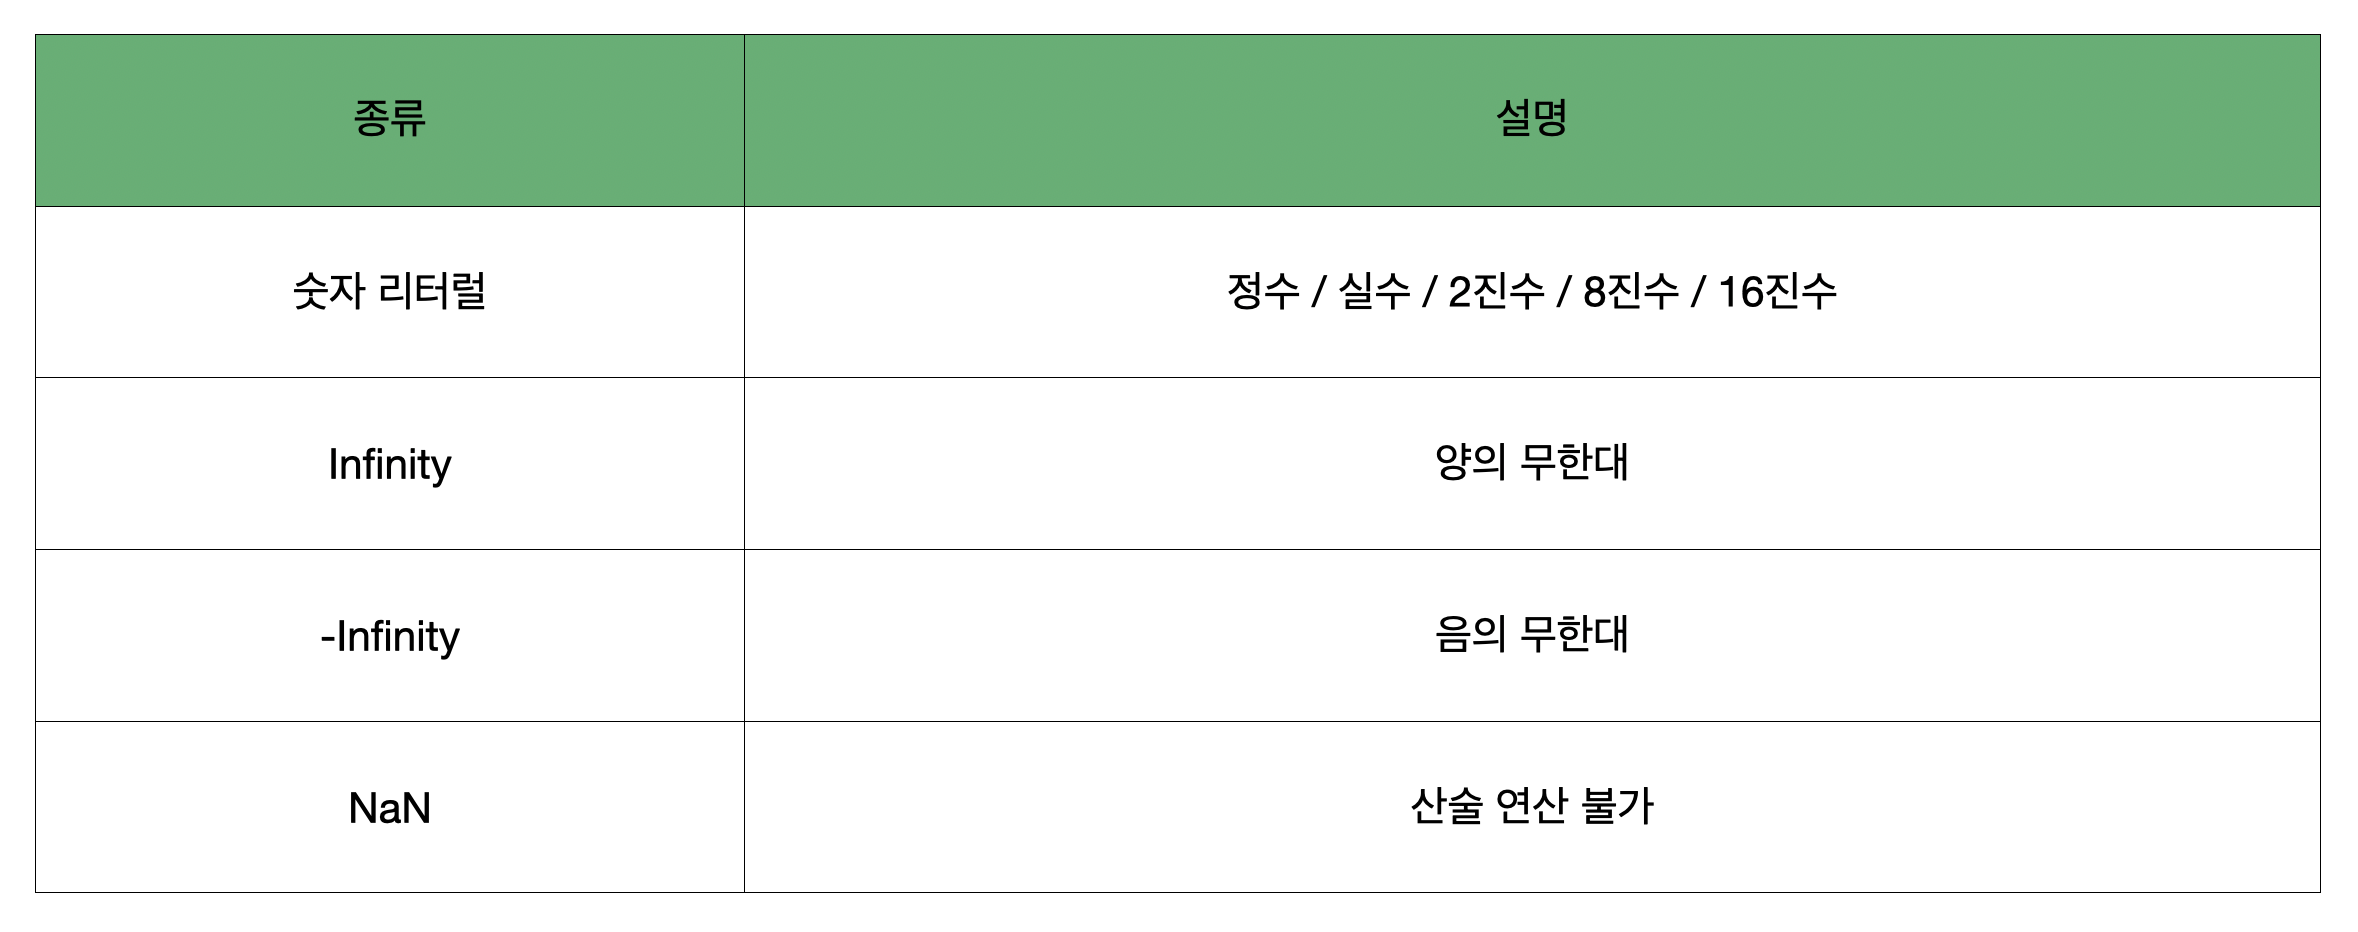 종류
설명
숫자 리터럴
정수 / 실수 / 2진수 / 8진수 / 16진수
Infinity
양의 무한대
-Infinity
음의 무한대
NaN
산술 연산 불가